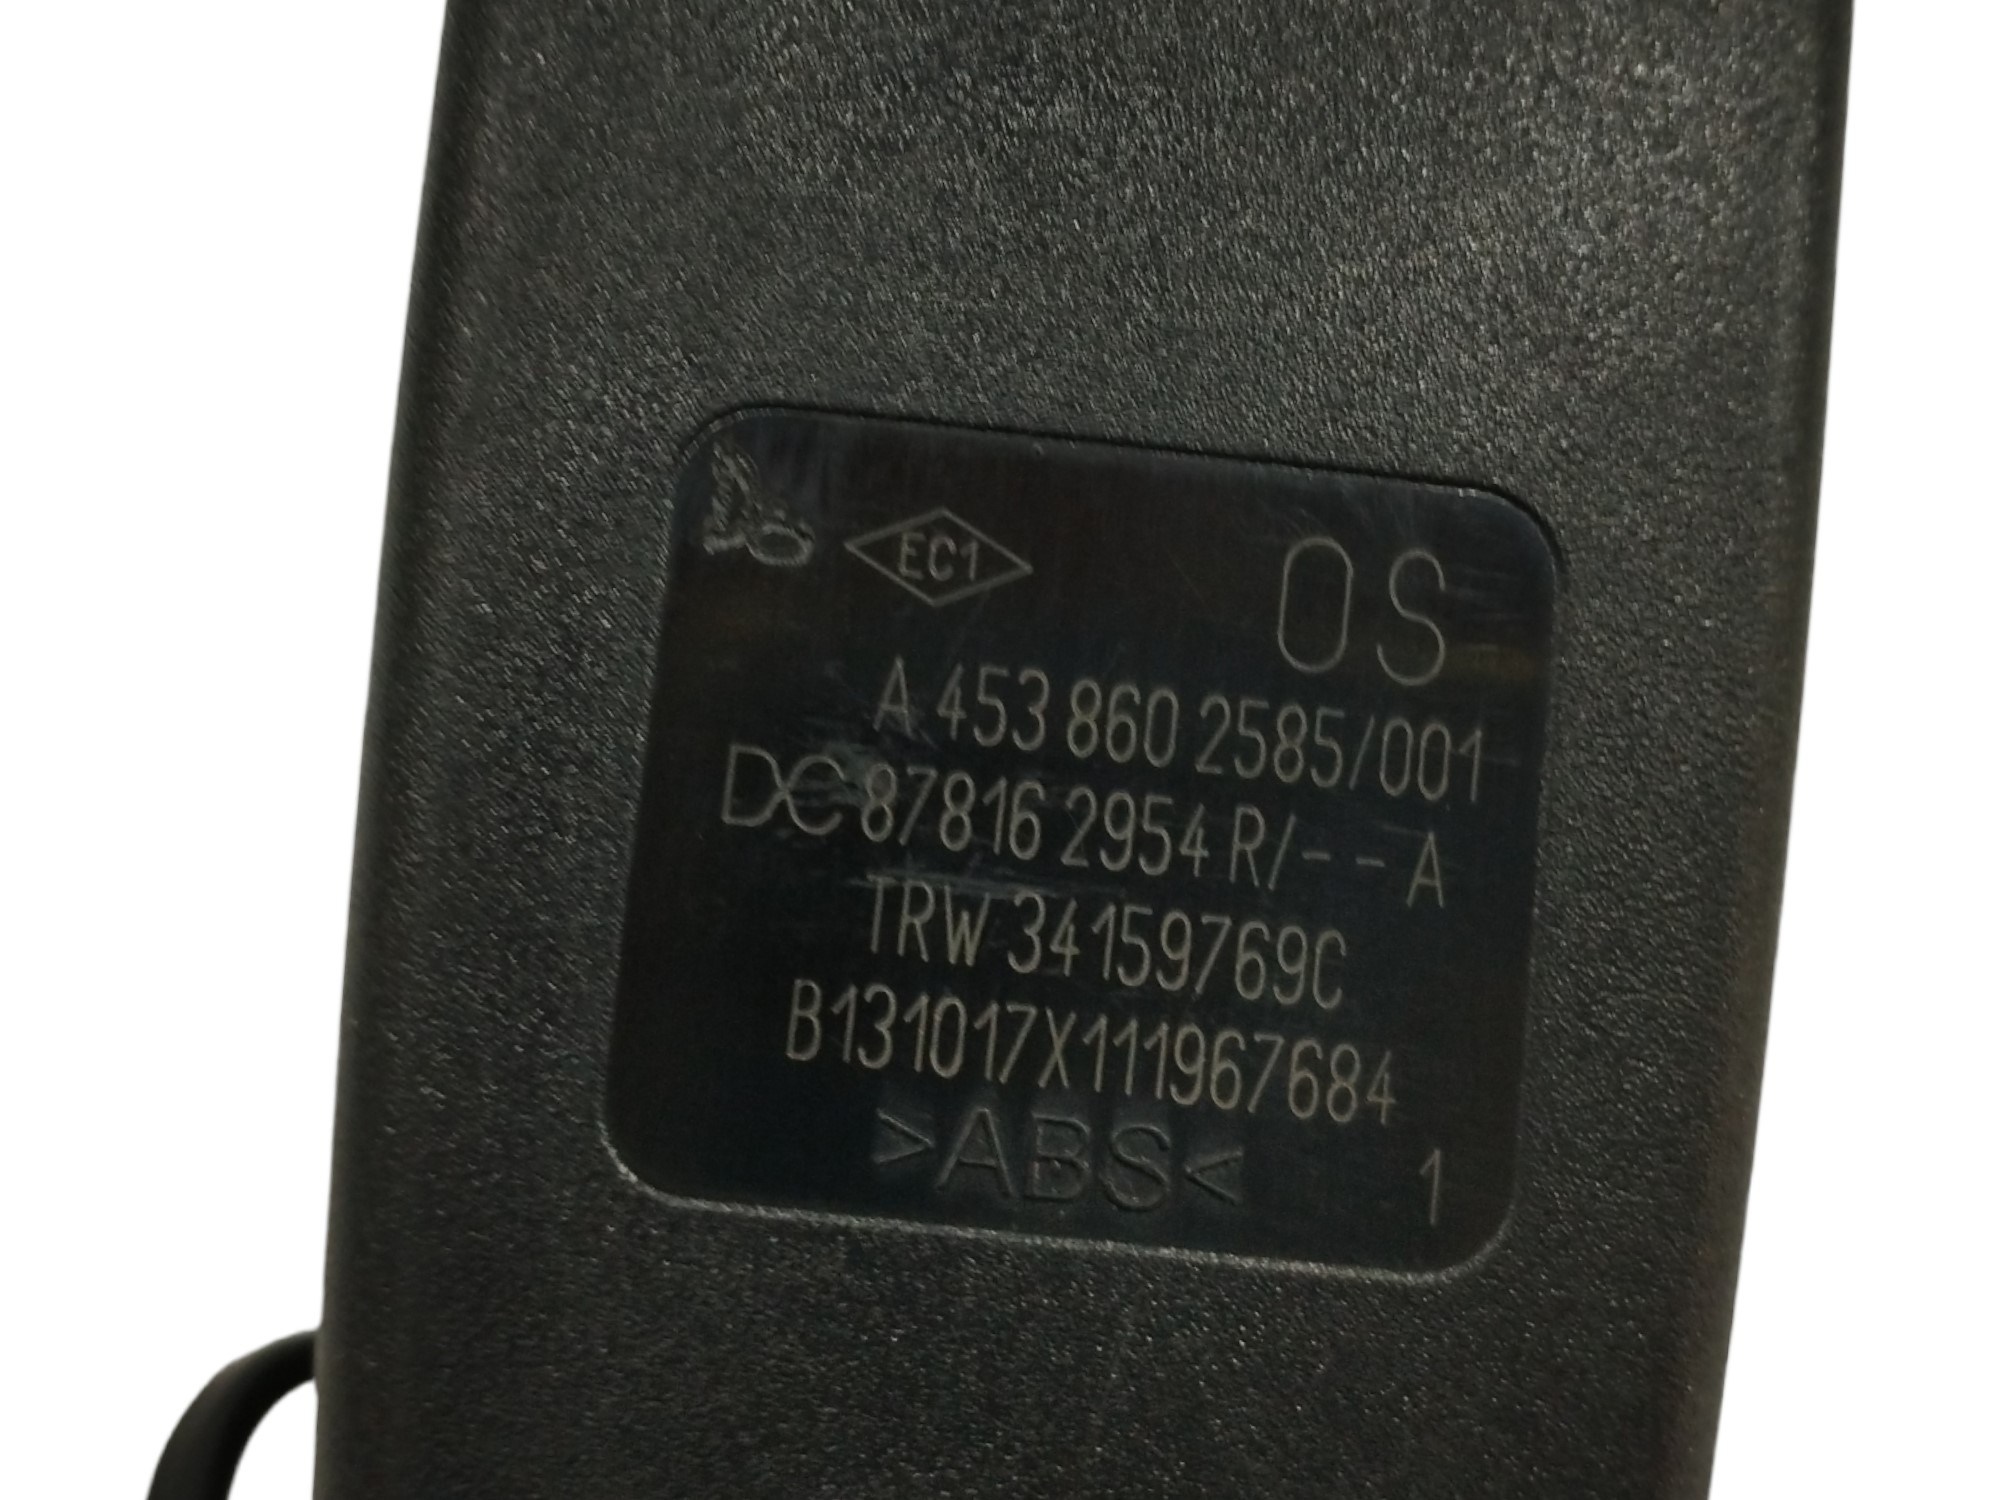 EC1
OS
A 453 860 2585/001
DC 87816 2954 R/--A
TRW 34159769C
B131017X111967684
>ABS<
1